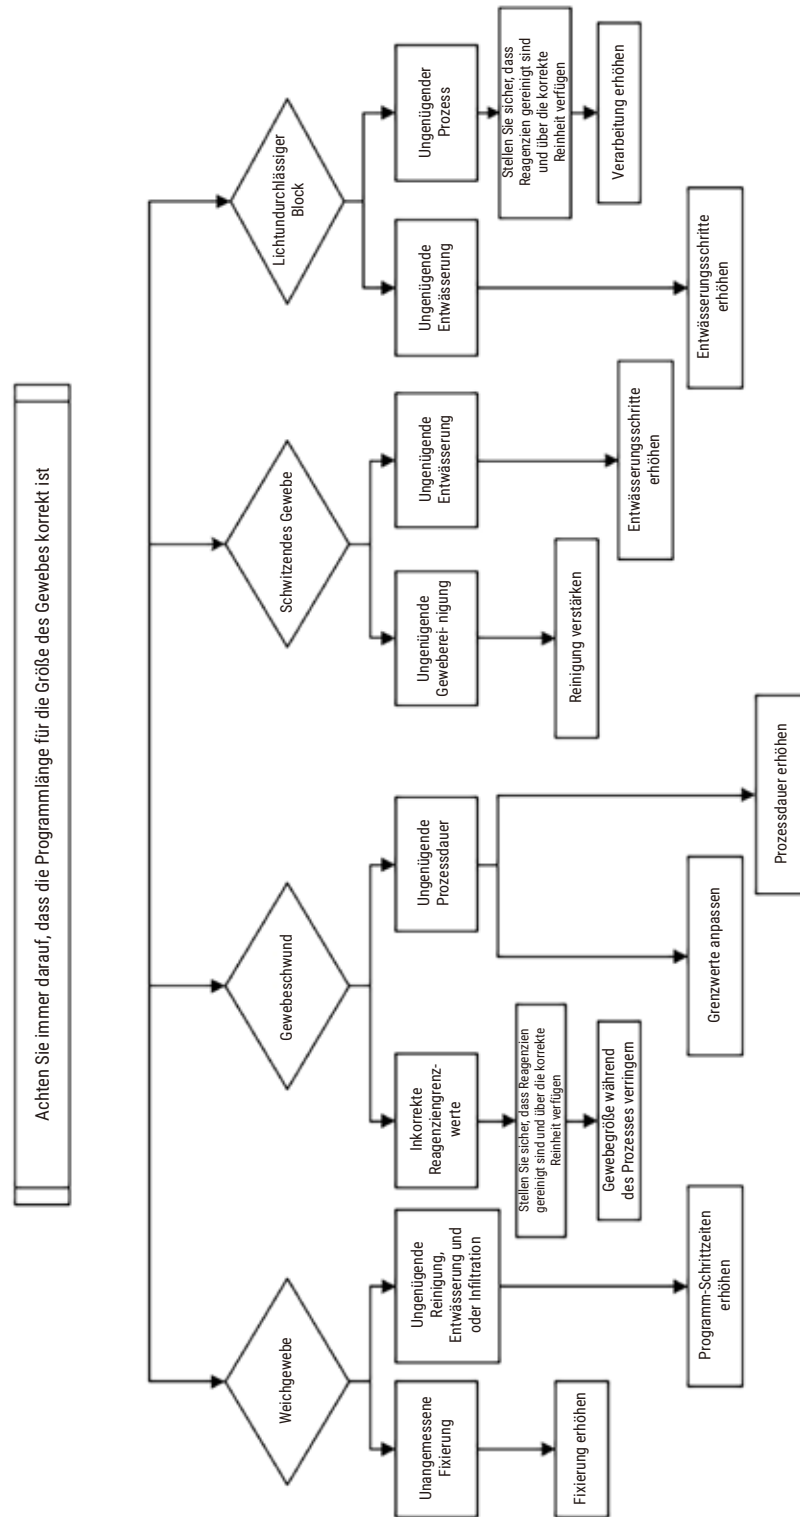 Achten Sie immer darauf, dass die Programmlänge für die Größe des Gewebes korrekt ist
Weichgewebe
Gewebeschwund
Schwitzendes Gewebe
Lichtundurchlässiger
Block
Unangemessene
Fixierung
Ungenügende
Reinigung,
Entwässerung und
oder Infiltration
Inkorrekte
Reagenziengrenz-
werte
Ungenügende
Prozessdauer
Ungenügende
Geweberei- nigung
Ungenügende
Entwässerung
Ungenügende
Entwässerung
Ungenügender
Prozess
Stellen Sie sicher, dass Reagenzien
gereinigt sind und über die korrekte
Reinheit verfügen
Stellen Sie sicher, dass
Reagenzien gereinigt sind
und über die korrekte
Reinheit verfügen
Fixierung erhöhen
Gewebegröße während
des Prozesses verringern
Reinigung verstärken
Entwässerungsschritte
erhöhen
Verarbeitung erhöhen
Programm-Schrittzeiten
erhöhen
Grenzwerte anpassen
Entwässerungsschritte
erhöhen
Prozessdauer erhöhen